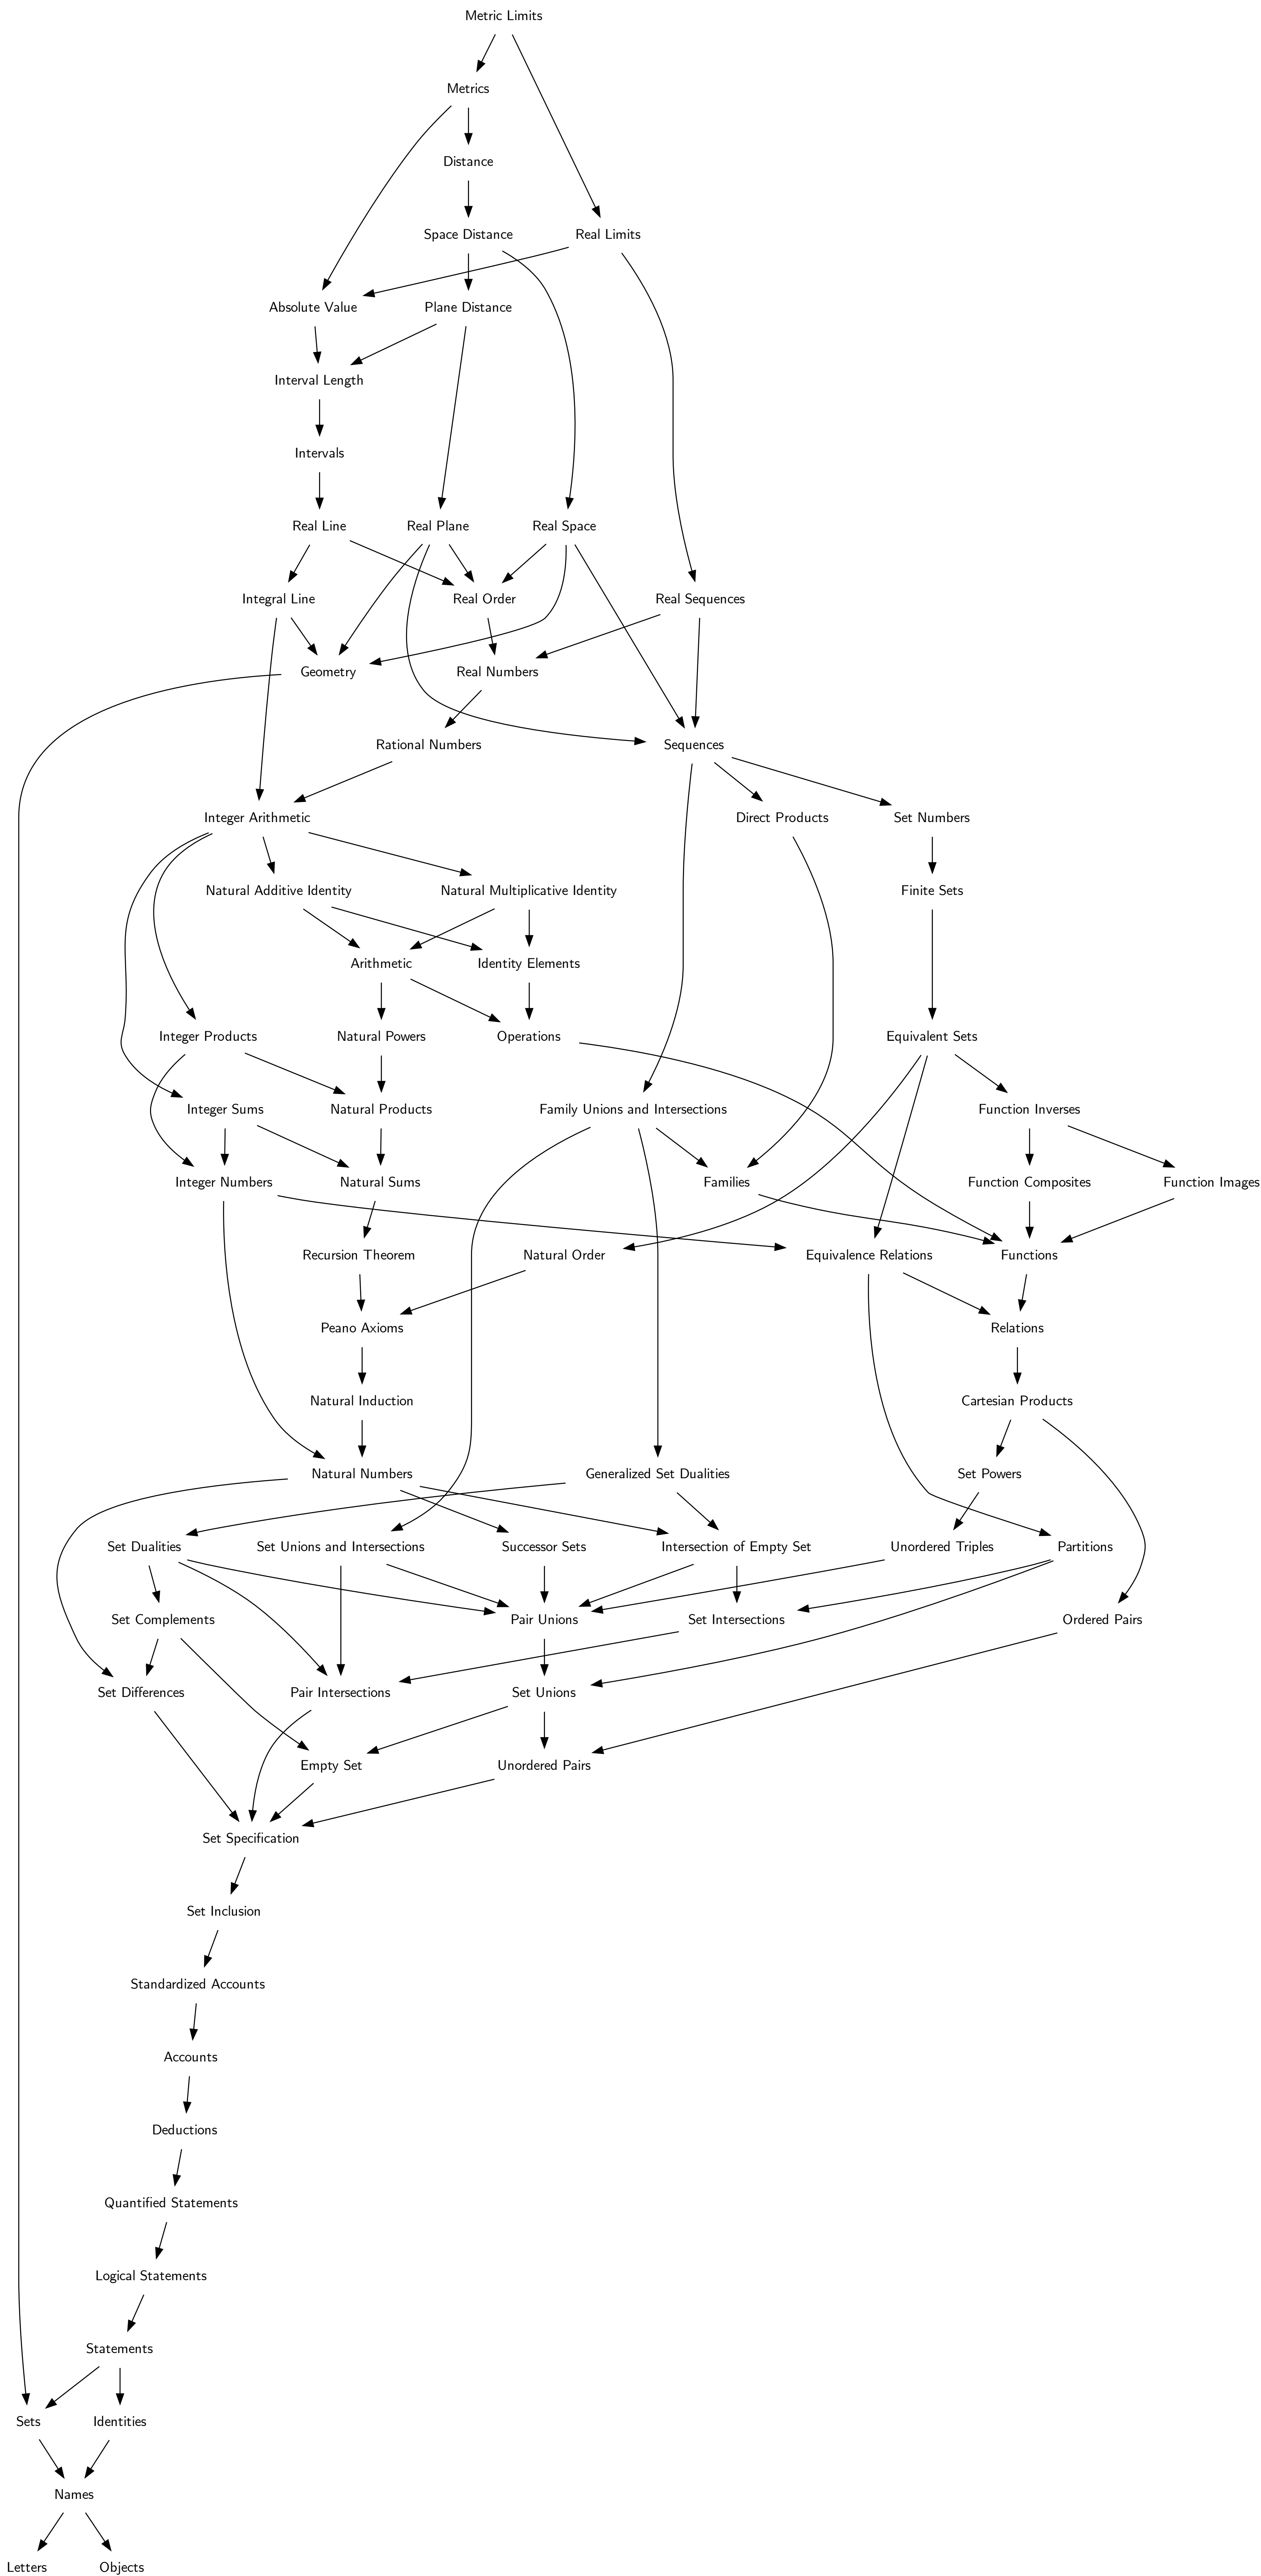 Metric Limits
Metrics
Distance
Space Distance
Real Limits
Absolute Value
Plane Distance
Interval Length
Intervals
Real Line
Real Plane
Real Space
Integral Line
Real Order
Real Sequences
Geometry
Real Numbers
Rational Numbers
Sequences
Integer Arithmetic
Direct Products
Set Numbers
Natural Additive Identity
Natural Multiplicative Identity
Finite Sets
Arithmetic
Identity Elements
Integer Products
Natural Powers
Operations
Equivalent Sets
Integer Sums
Natural Products
Family Unions and Intersections
Function Inverses
Integer Numbers
Natural Sums
Families
Function Composites
Function Images
Recursion Theorem
Natural Order
Equivalence Relations
Functions
Peano Axioms
Relations
Natural Induction
Cartesian Products
Natural Numbers
Generalized Set Dualities
Set Powers
Set Dualities
Set Unions and Intersections
Successor Sets
Intersection of Empty Set
Unordered Triples
Partitions
Set Complements
Pair Unions
Set Intersections
Ordered Pairs
Set Differences
Pair Intersections
Set Unions
Empty Set
Unordered Pairs
Set Specification
Set Inclusion
Standardized Accounts
Accounts
Deductions
Quantified Statements
Logical Statements
Statements
Sets
Identities
Names
Letters
Objects